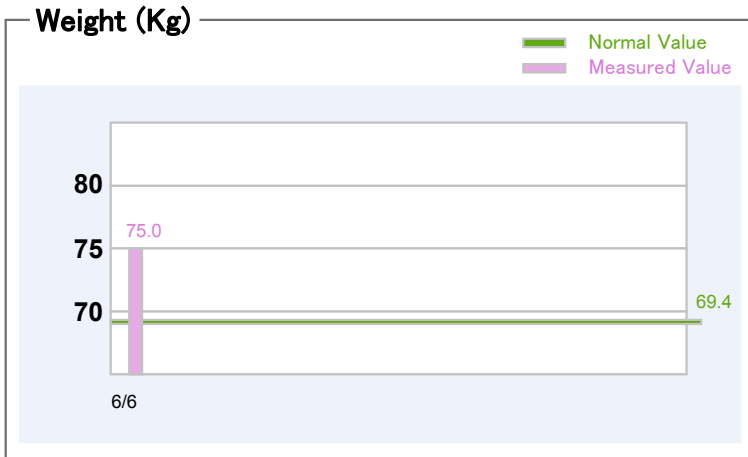 Weight (Kg)
Normal Value
Measured Value
80
75.0
75
69.4
70
6/6